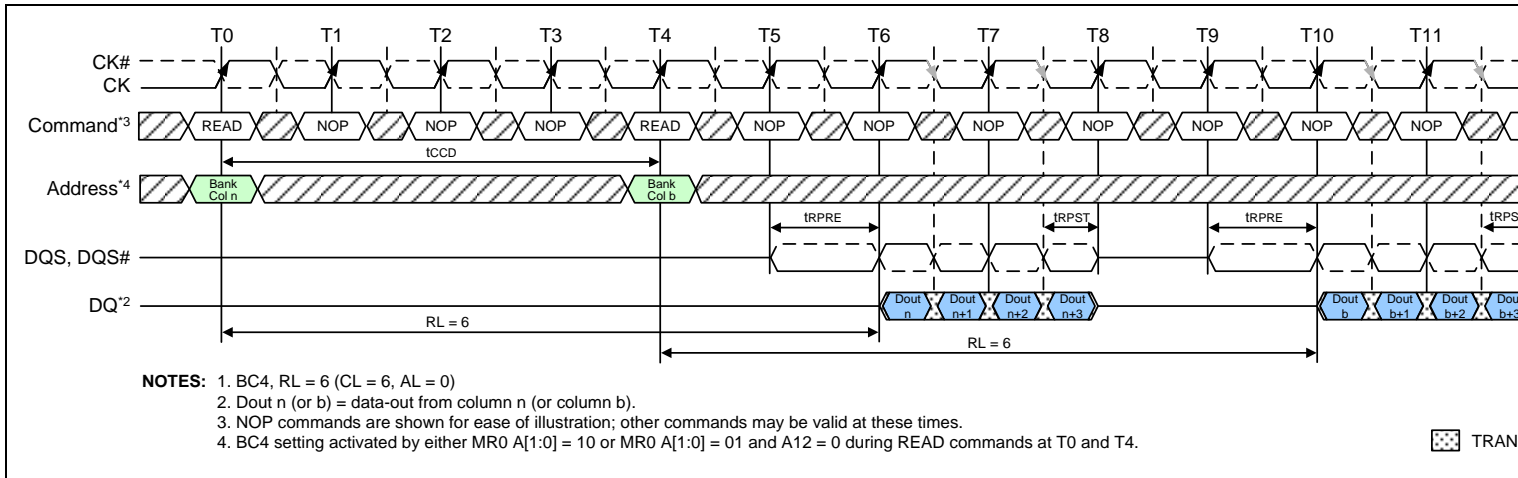 T0 T1 T2 T3 T4 T5 T6 T7 T8 T9 T10 T11
CK#
CK
Command*3 READ NOP NOP NOP READ NOP NOP NOP NOP NOP NOP NOP
tCCD
Address*4 Bank Col n Bank Col b
tRPRE tRPST tRPRE tRPS
DQS, DQS#
DQ*2 Dout n Dout n+1 Dout n+2 Dout n+3 Dout b Dout b+1 Dout b+2 Dout b+3
RL = 6
RL = 6
NOTES: 1. BC4, RL = 6 (CL = 6, AL = 0)
2. Dout n (or b) = data-out from column n (or column b).
3. NOP commands are shown for ease of illustration; other commands may be valid at these times.
4. BC4 setting activated by either MR0 A[1:0] = 10 or MR0 A[1:0] = 01 and A12 = 0 during READ commands at T0 and T4.
TRAN